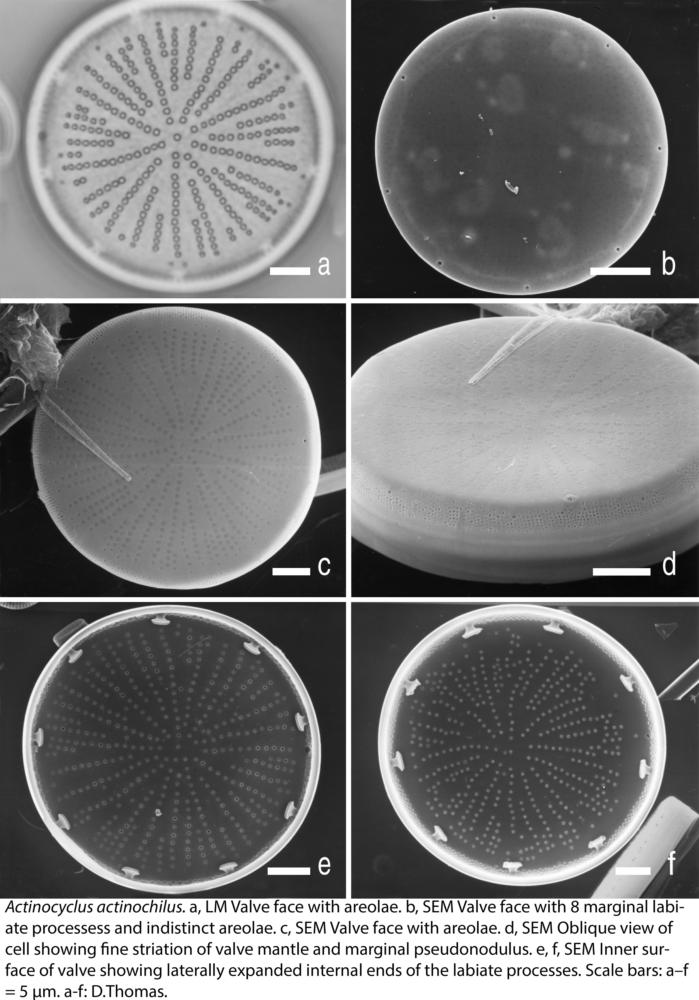 a
b
c
d
e
f
Actinocyclus actinochilus. a, LM Valve face with areolae. b, SEM Valve face with 8 marginal labi-
ate processess and indistinct areolae. c, SEM Valve face with areolae. d, SEM Oblique view of
cell showing fine striation of valve mantle and marginal pseudonodulus. e, f, SEM Inner sur-
face of valve showing laterally expanded internal ends of the labiate processes. Scale bars: a–f
= 5 µm. a-f: D.Thomas.